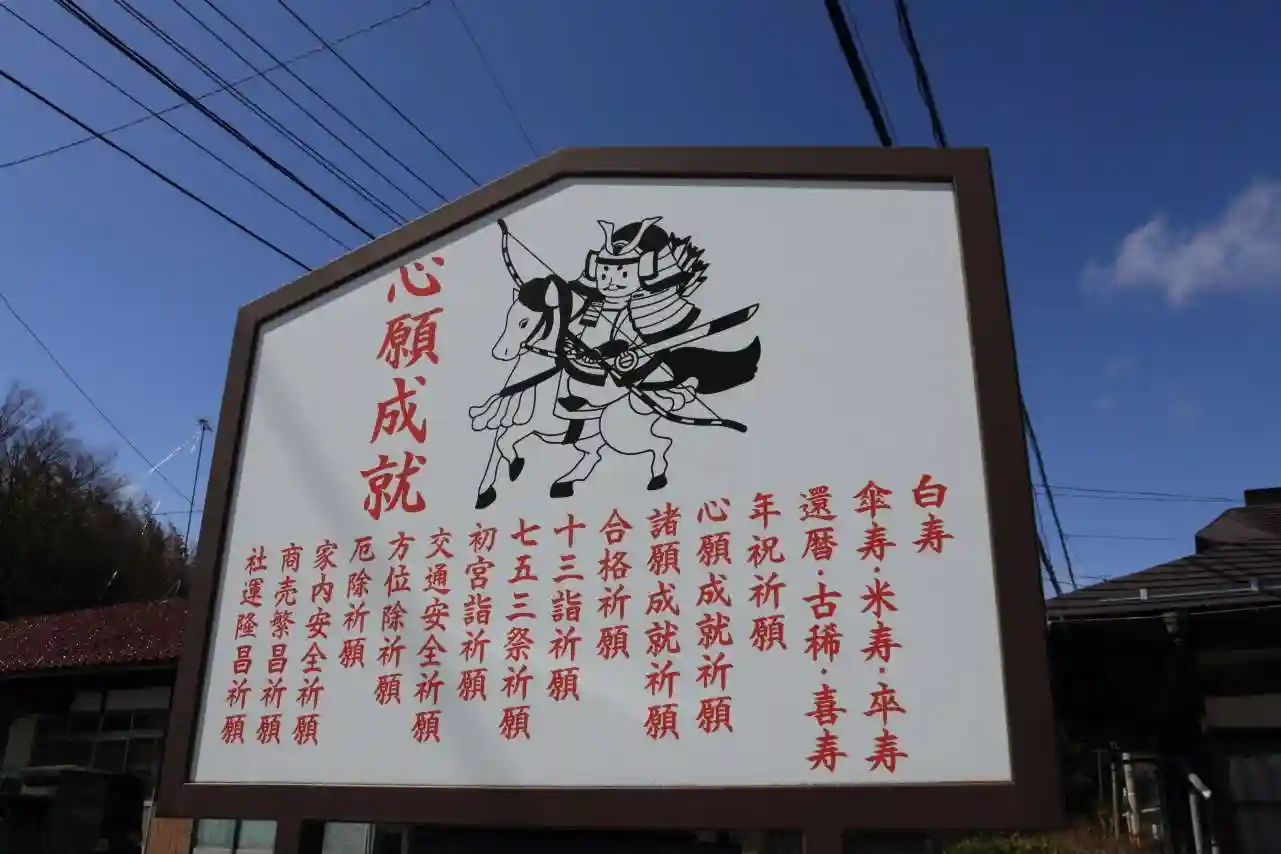 心願成就
社運隆昌祈願
商売繁昌祈願
家内安全祈願
厄除祈願
方位除祈願
交通安全祈願
初宮詣祈願
七五三祭祈願
十三詣祈願
合格祈願
諸願成就祈願
心願成就祈願
年祝祈願
還暦・古稀・喜寿
傘寿・米寿・卒寿
白寿